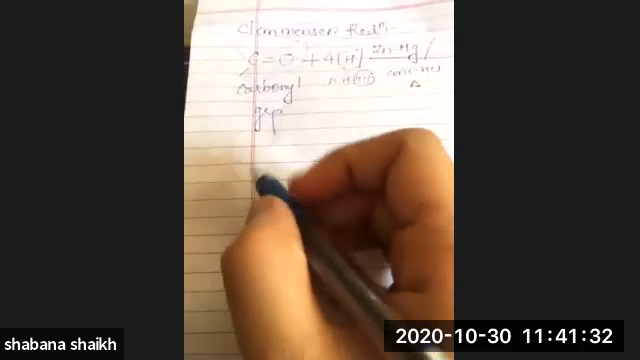 Clemmensen Redn:-
C=O + 4[H] Zn-Hg/
carbonyl conc. HCl
Δ
gp
shabana shaikh
2020-10-30 11:41:32